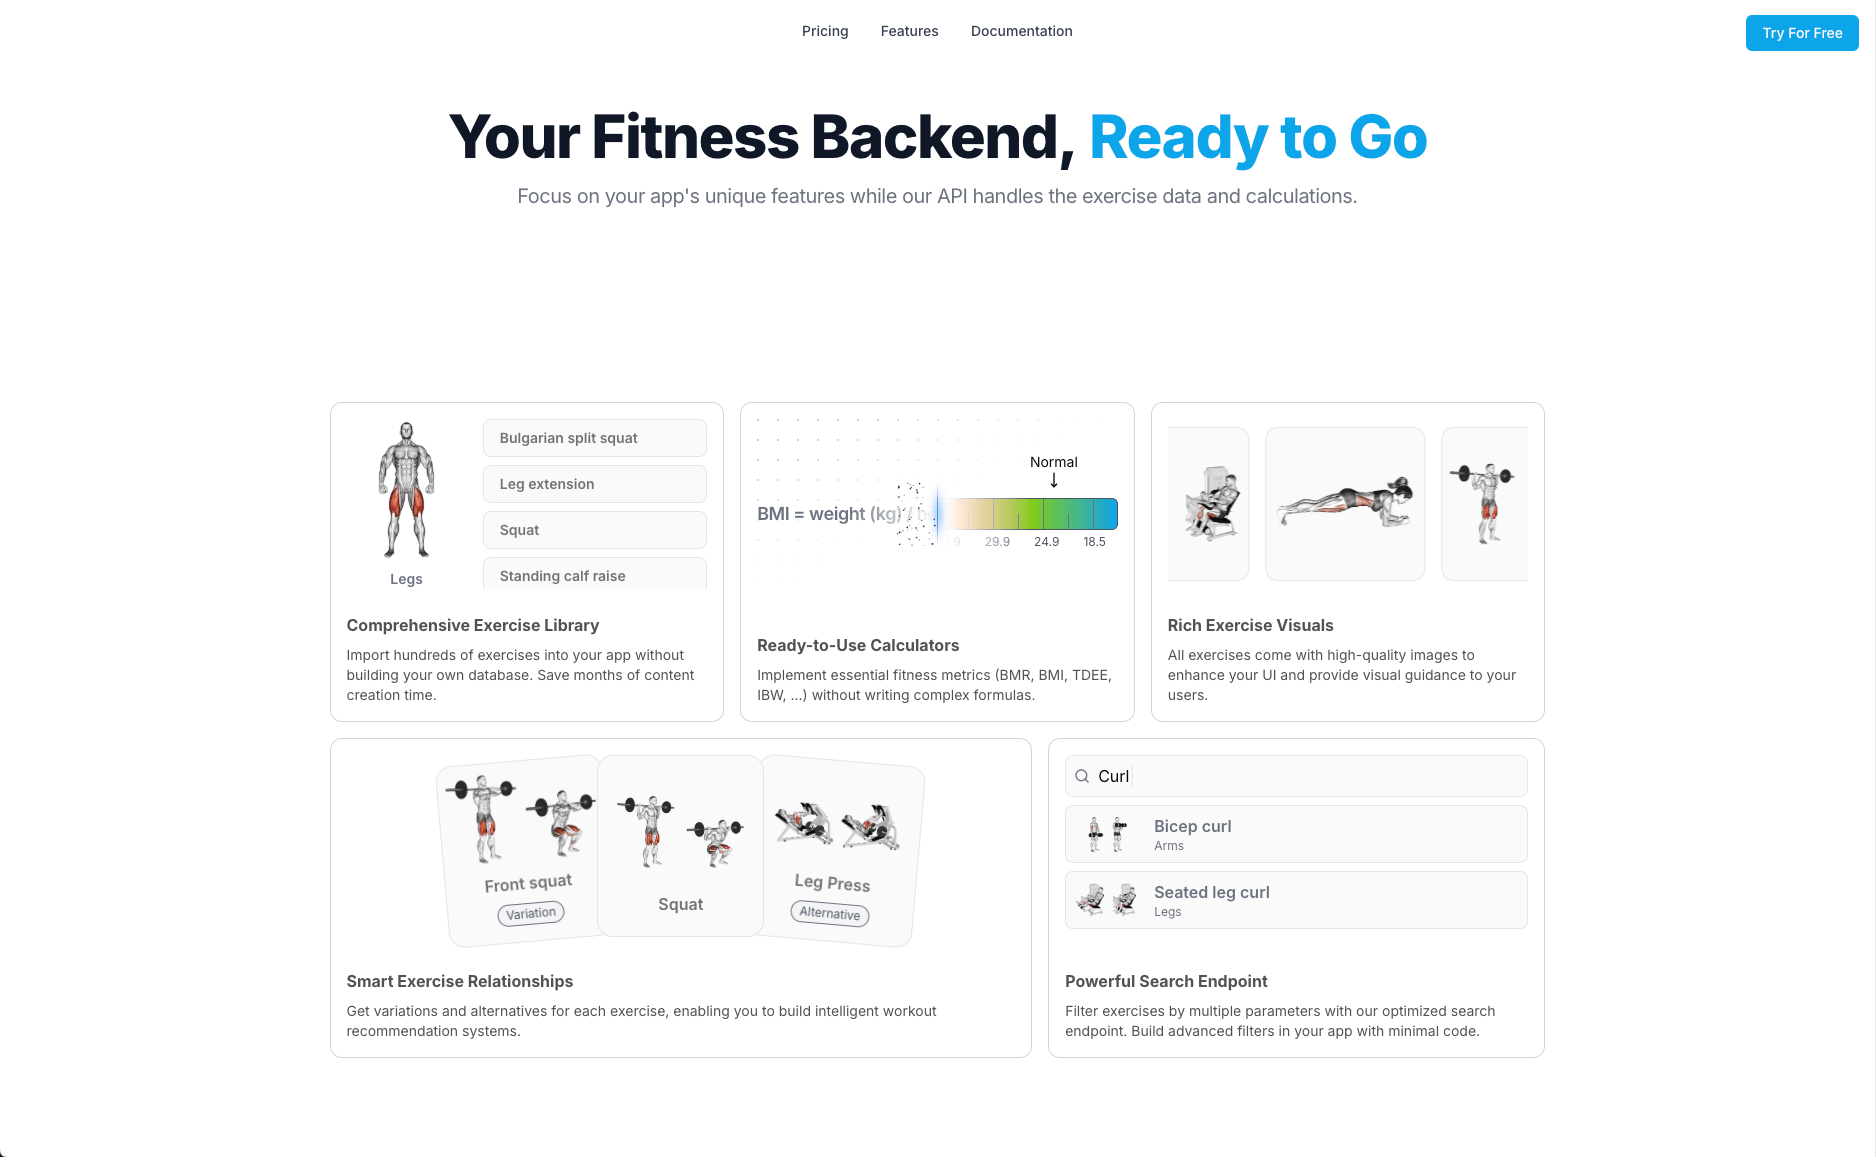 Pricing Features Documentation
Try For Free
Your Fitness Backend, Ready to Go
Focus on your app's unique features while our API handles the exercise data and calculations.
Legs
Bulgarian split squat
Leg extension
Squat
Standing calf raise
Comprehensive Exercise Library
Import hundreds of exercises into your app without
building your own database. Save months of content
creation time.
Normal
↓
BMI = weight (kg) /
29.9 24.9 18.5
Ready-to-Use Calculators
Implement essential fitness metrics (BMR, BMI, TDEE,
IBW, ...) without writing complex formulas.
Rich Exercise Visuals
All exercises come with high-quality images to
enhance your UI and provide visual guidance to your
users.
Front squat
Variation
Squat
Leg Press
Alternative
Smart Exercise Relationships
Get variations and alternatives for each exercise, enabling you to build intelligent workout
recommendation systems.
Curl
Bicep curl
Arms
Seated leg curl
Legs
Powerful Search Endpoint
Filter exercises by multiple parameters with our optimized search
endpoint. Build advanced filters in your app with minimal code.